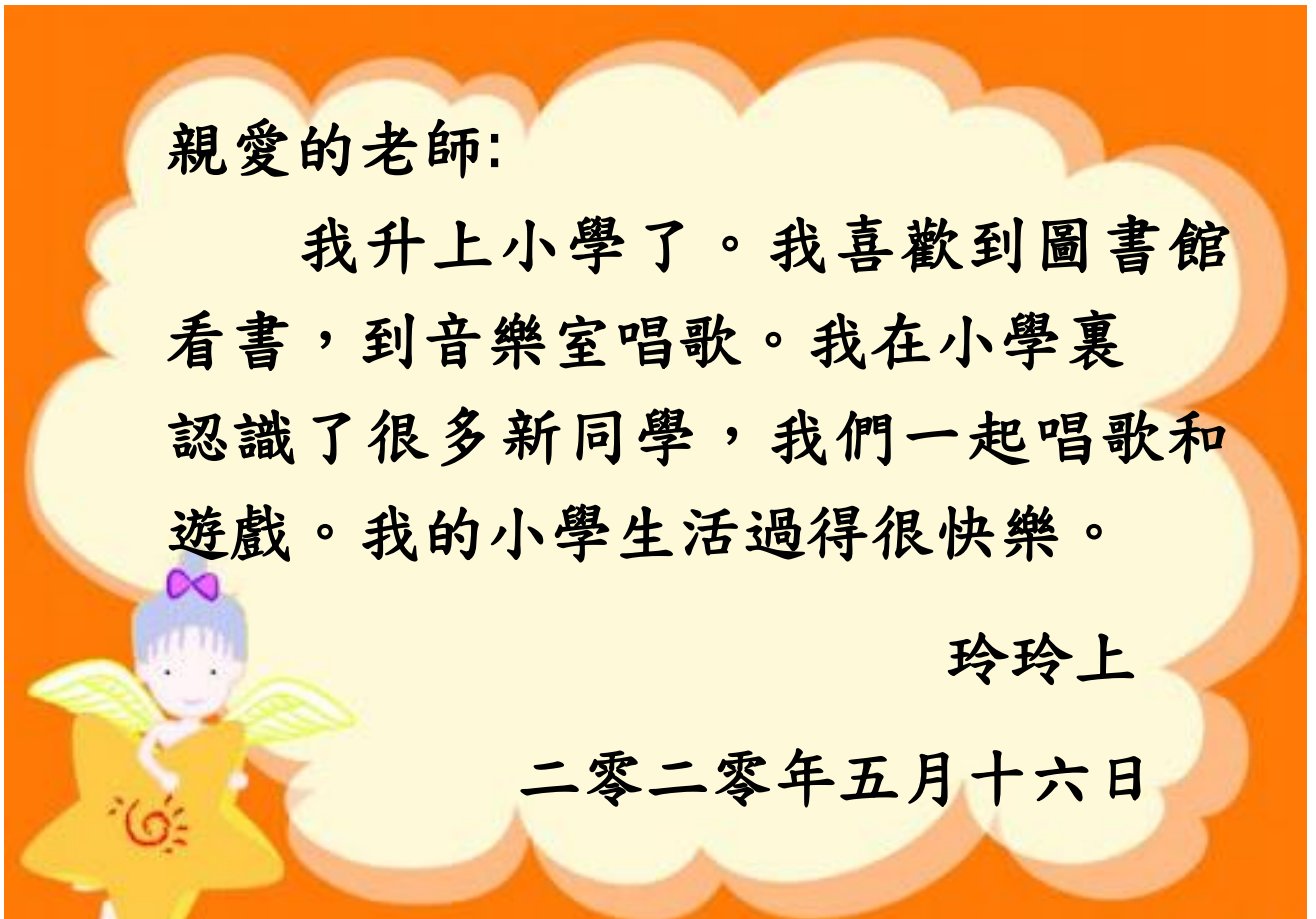 親愛的老師:
我升上小學了。我喜歡到圖書館
看書，到音樂室唱歌。我在小學裏
認識了很多新同學，我們一起唱歌和
遊戲。我的小學生活過得很快樂。
玲玲上
二零二零年五月十六日